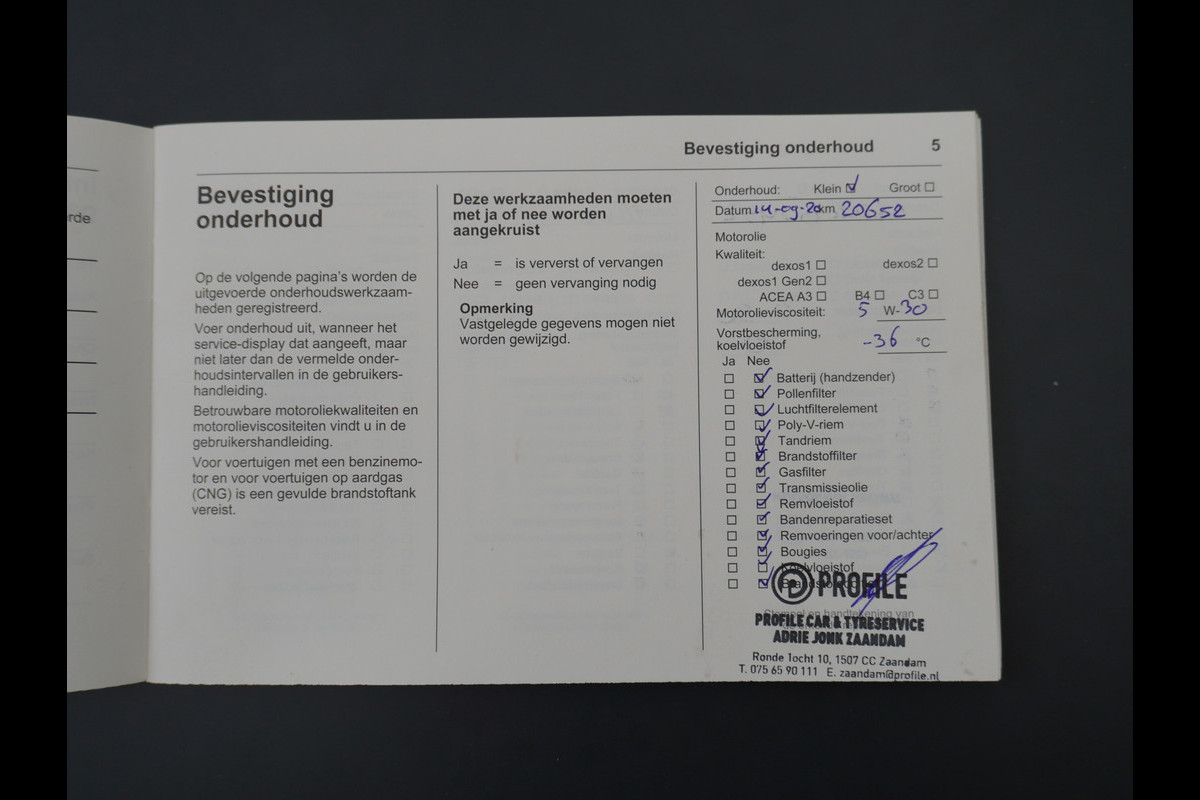 rde
Bevestiging onderhoud 5
Bevestiging
onderhoud
Op de volgende pagina's worden de
uitgevoerde onderhoudswerkzaam-
heden geregistreerd.
Voer onderhoud uit, wanneer het
service-display dat aangeeft, maar
niet later dan de vermelde onder-
houdsintervallen in de gebruikers-
handleiding.
Betrouwbare motoroliekwaliteiten en
motorolieviscositeiten vindt u in de
gebruikershandleiding.
Voor voertuigen met een benzinemo-
tor en voor voertuigen op aardgas
(CNG) is een gevulde brandstoftank
vereist.
Deze werkzaamheden moeten
met ja of nee worden
aangekruist
Ja = is ververst of vervangen
Nee = geen vervanging nodig
Opmerking
Vastgelegde gegevens mogen niet
worden gewijzigd.
Onderhoud: Klein ☑ Groot ☐
Datum 14-09-20 km 20652
Motorolie
Kwaliteit:
dexos1 ☐ dexos2 ☐
dexos1 Gen2 ☐
ACEA A3 ☐ B4 ☐ C3 ☐
Motorolieviscositeit: 5 W-30
Vorstbescherming,
koelvloeistof -36 °C
Ja Nee
☐ ☑ Batterij (handzender)
☐ ☑ Pollenfilter
☐ ☑ Luchtfilterelement
☐ ☑ Poly-V-riem
☐ ☑ Tandriem
☐ ☑ Brandstoffilter
☐ ☑ Gasfilter
☐ ☑ Transmissieolie
☐ ☑ Remvloeistof
☐ ☑ Bandenreparatieset
☐ ☑ Remvoeringen voor/achter
☐ ☑ Bougies
☐ ☑ Koelvloeistof
☐ ☑
PROFILE
Stempel en handtekening van
PROFILE CAR & TYRESERVICE
ADRIE JONK ZAANDAM
Ronde Tocht 10, 1507 CC Zaandam
T. 075 65 90 111 E. zaandam@profile.nl